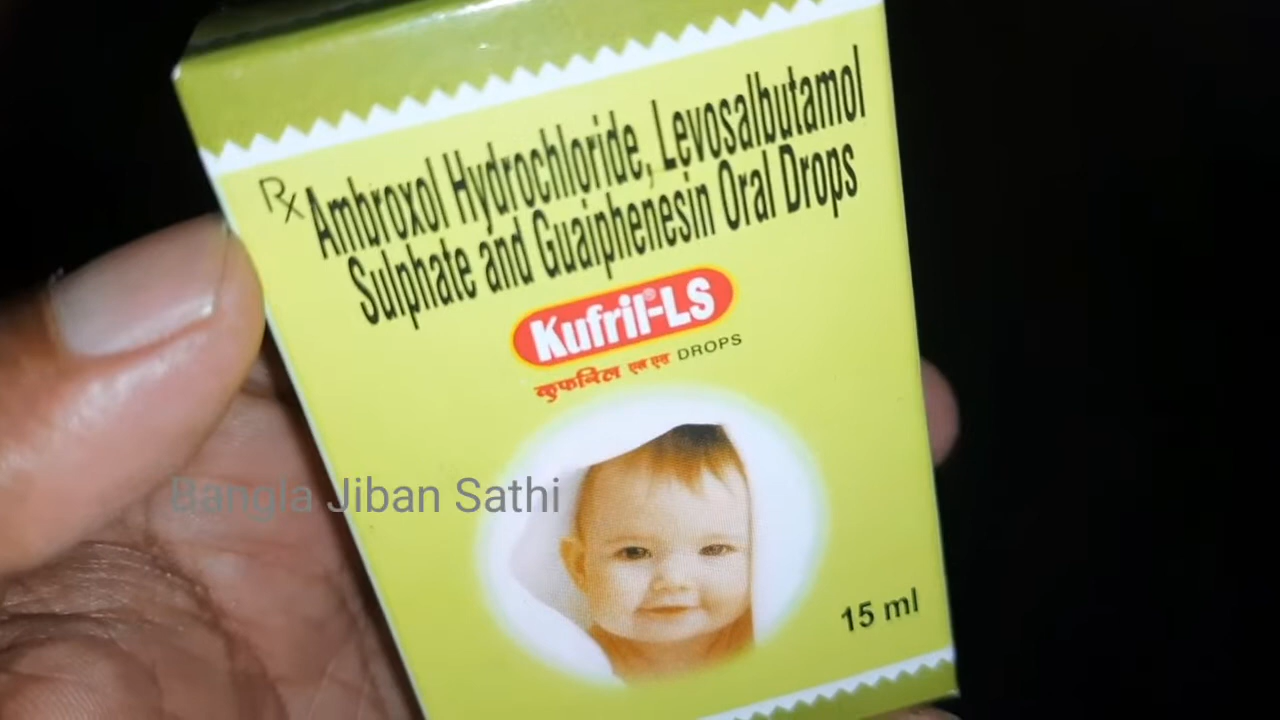 Rx Ambroxol Hydrochloride, Levosalbutamol
Sulphate and Guaiphenesin Oral Drops
Kufril®-LS
कुफ्रिल एल एस DROPS
Bangla Jiban Sathi
15 ml